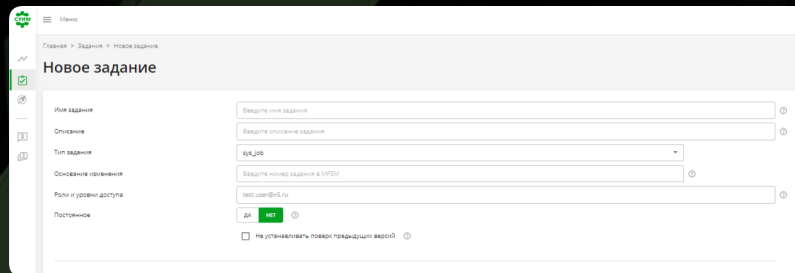 СТИМ
Меню
Главная > Задания > Новое задание
Новое задание
Имя задания
Введите имя задания
Описание
Введите описание задания
Тип задания
sys_job
Основание изменения
Введите номер задания в MFSM
Роли и уровни доступа
test.user@x5.ru
Постоянное
ДА НЕТ
Не устанавливать поверх предыдущих версий